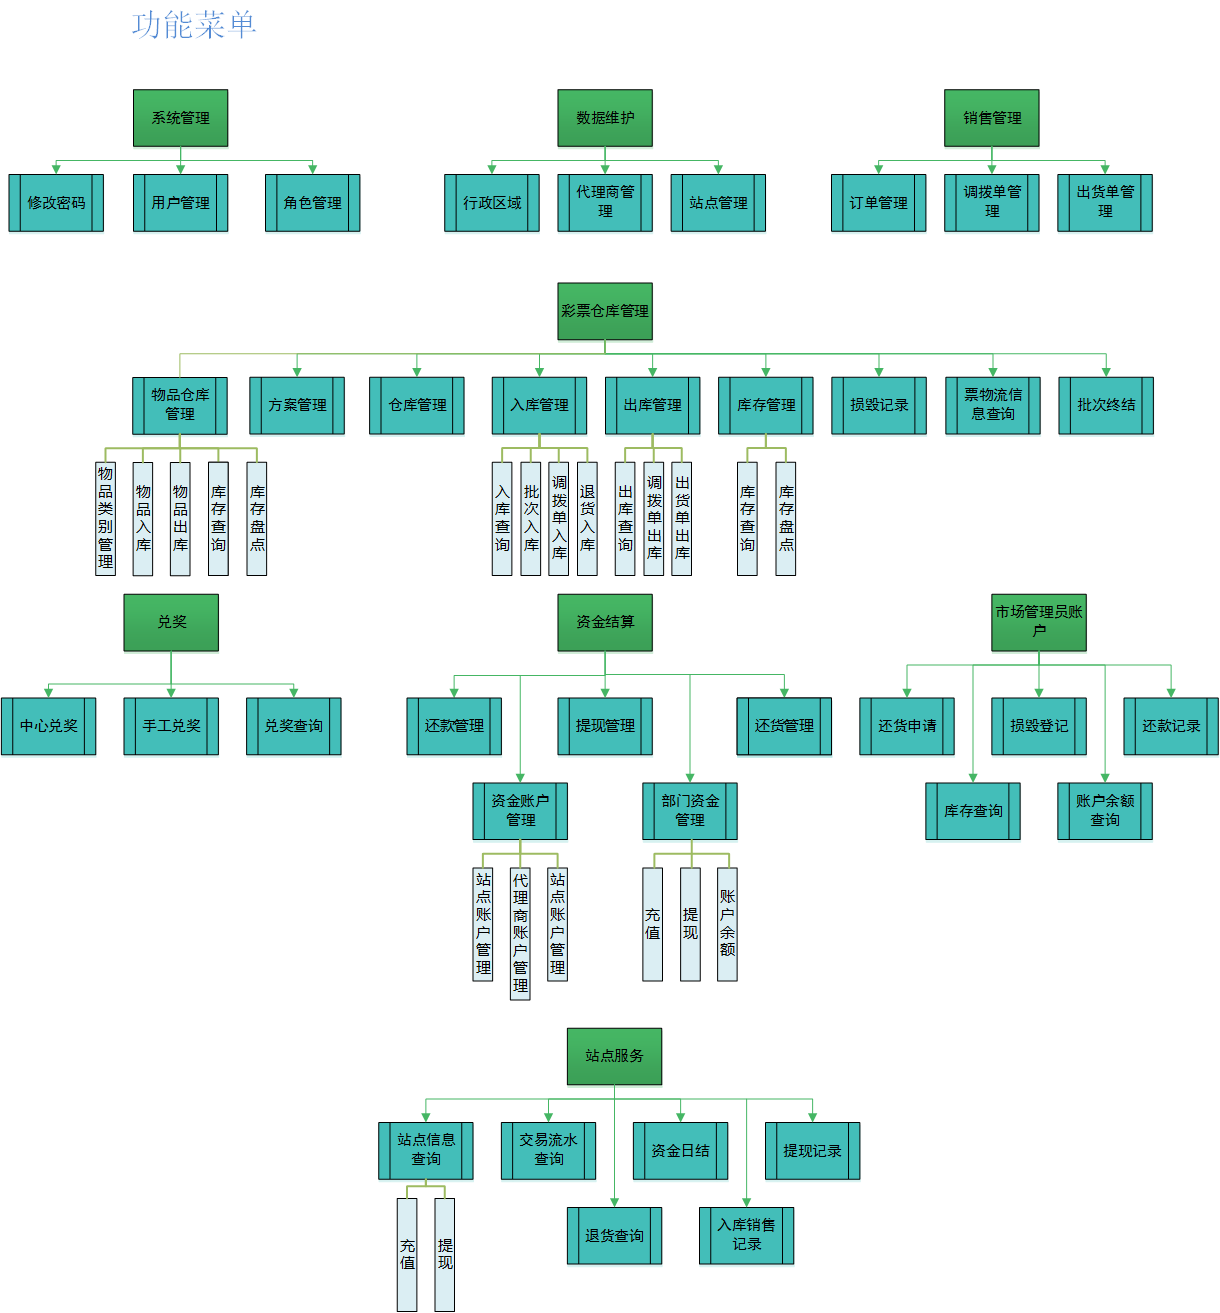 功能菜单
系统管理
数据维护
销售管理
修改密码
用户管理
角色管理
行政区域
代理商管
理
站点管理
订单管理
调拨单管
理
出货单管
理
彩票仓库管理
物品仓库
管理
方案管理
仓库管理
入库管理
出库管理
库存管理
损毁记录
票物流信
息查询
批次终结
物品类别管理
物品入库
物品出库
库存查询
库存盘点
入库查询
批次入库
调拨单入库
退货入库
出库查询
调拨单出库
出货单出库
库存查询
库存盘点
兑奖
资金结算
市场管理员账
户
中心兑奖
手工兑奖
兑奖查询
还款管理
提现管理
还货管理
还货申请
损毁登记
还款记录
资金账户
管理
部门资金
管理
库存查询
账户余额
查询
站点账户管理
代理商账户管理
站点账户管理
充值
提现
账户余额
站点服务
站点信息
查询
交易流水
查询
资金日结
提现记录
退货查询
入库销售
记录
充值
提现